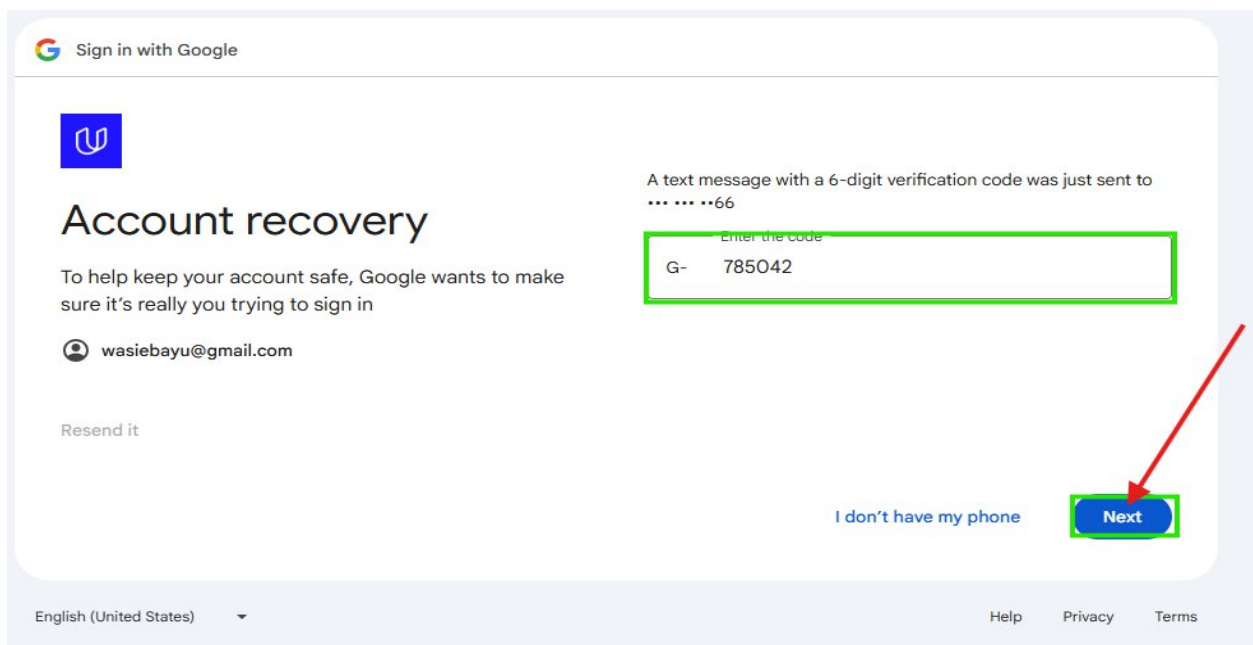 Sign in with Google
Account recovery
To help keep your account safe, Google wants to make
sure it's really you trying to sign in
wasiebayu@gmail.com
Resend it
A text message with a 6-digit verification code was just sent to
••• ••• ••66
Enter the code
G- 785042
I don't have my phone
Next
English (United States)
Help Privacy Terms